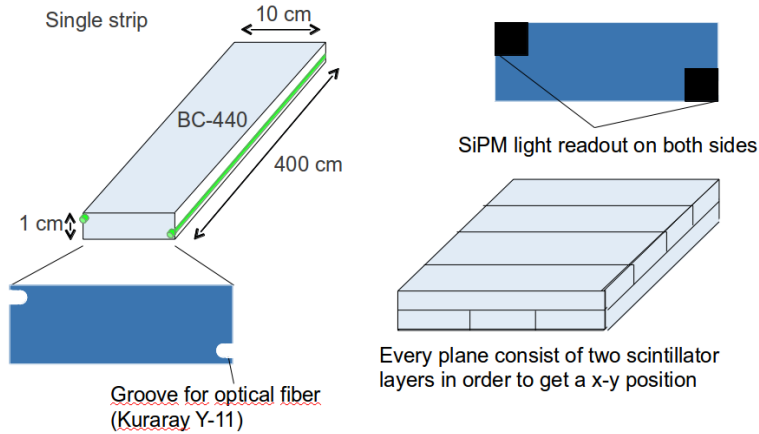 Single strip
10 cm
BC-440
400 cm
1 cm
Groove for optical fiber
(Kuraray Y-11)
SiPM light readout on both sides
Every plane consist of two scintillator
layers in order to get a x-y position